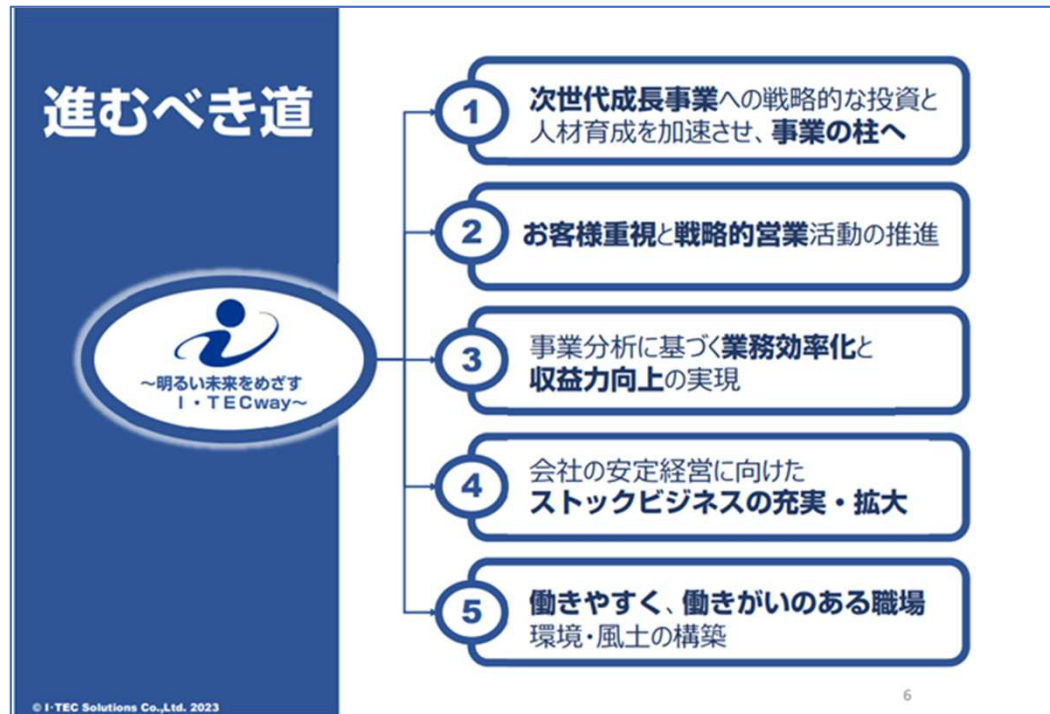 進むべき道
～明るい未来をめざす
I・TECway～
1
次世代成長事業への戦略的な投資と
人材育成を加速させ、事業の柱へ
2
お客様重視と戦略的営業活動の推進
3
事業分析に基づく業務効率化と
収益力向上の実現
4
会社の安定経営に向けた
ストックビジネスの充実・拡大
5
働きやすく、働きがいのある職場
環境・風土の構築
© I・TEC Solutions Co.,Ltd. 2023
6